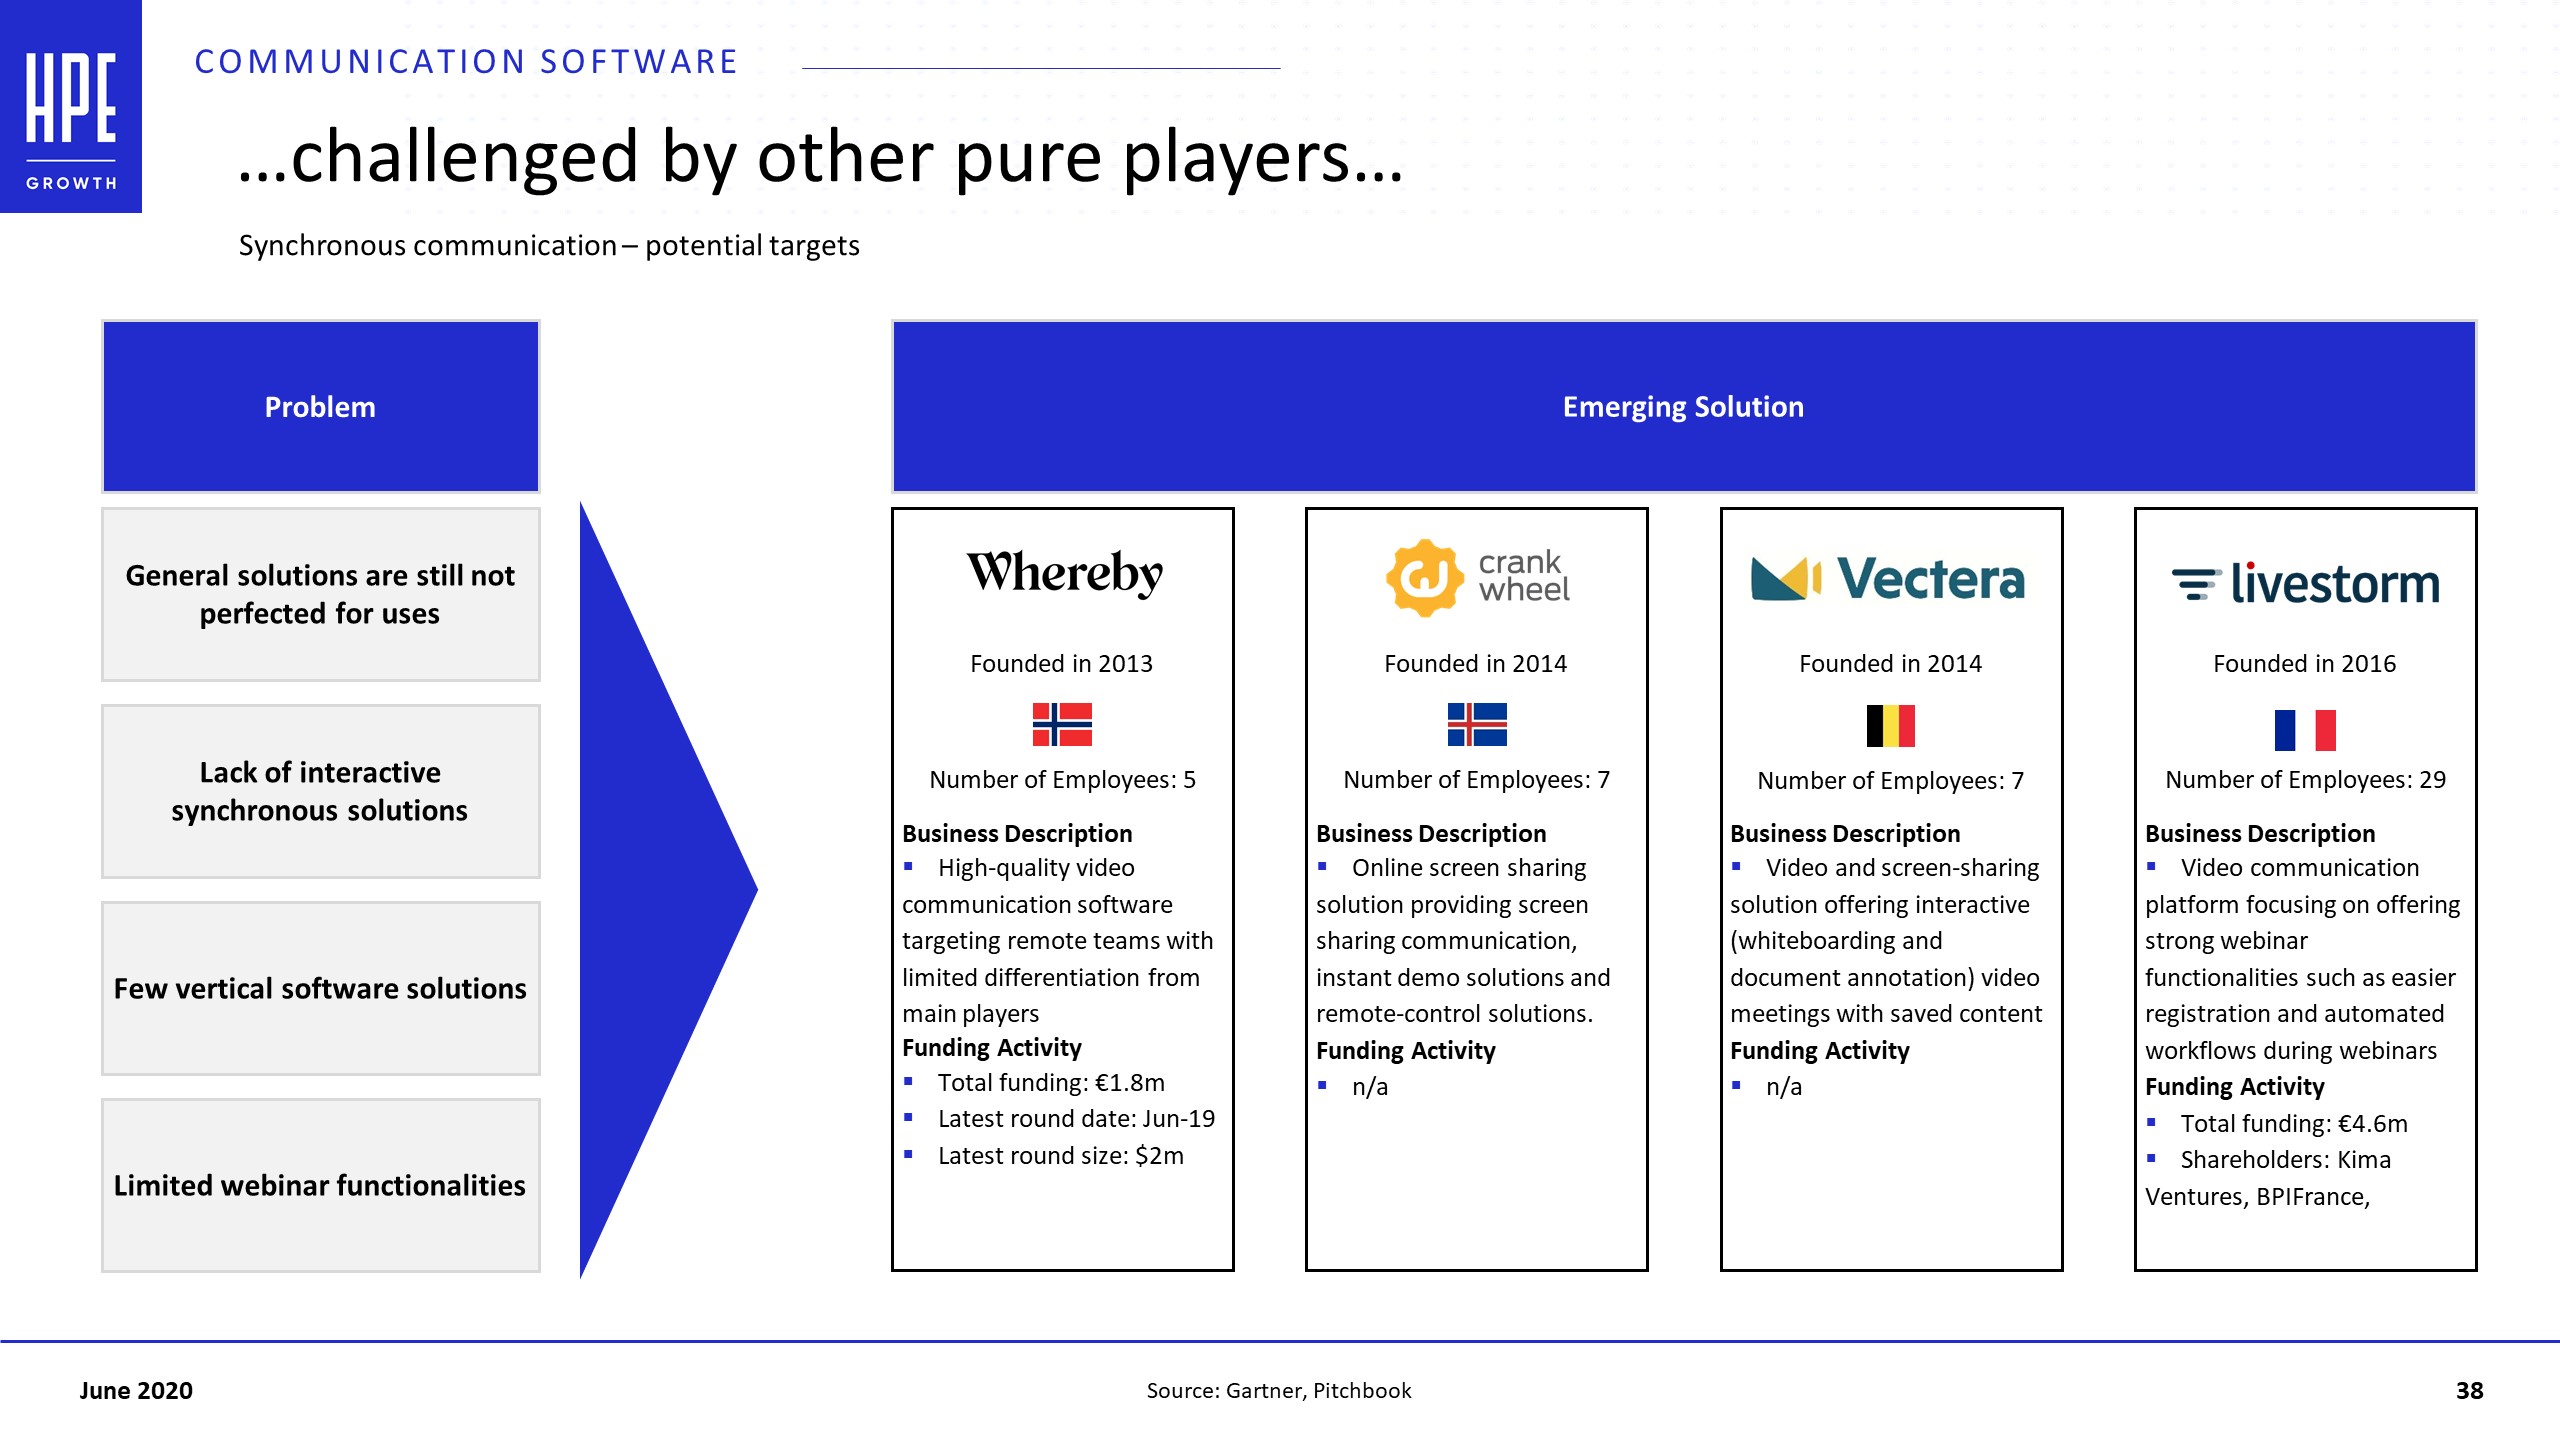 HPE
GROWTH
COMMUNICATION SOFTWARE
…challenged by other pure players…
Synchronous communication – potential targets
Problem
General solutions are still not
perfected for uses
Lack of interactive
synchronous solutions
Few vertical software solutions
Limited webinar functionalities
Emerging Solution
Whereby
Founded in 2013
Number of Employees: 5
Business Description
▪ High-quality video
communication software
targeting remote teams with
limited differentiation from
main players
Funding Activity
▪ Total funding: €1.8m
▪ Latest round date: Jun-19
▪ Latest round size: $2m
crank
wheel
Founded in 2014
Number of Employees: 7
Business Description
▪ Online screen sharing
solution providing screen
sharing communication,
instant demo solutions and
remote-control solutions.
Funding Activity
▪ n/a
Vectera
Founded in 2014
Number of Employees: 7
Business Description
▪ Video and screen-sharing
solution offering interactive
(whiteboarding and
document annotation) video
meetings with saved content
Funding Activity
▪ n/a
livestorm
Founded in 2016
Number of Employees: 29
Business Description
▪ Video communication
platform focusing on offering
strong webinar
functionalities such as easier
registration and automated
workflows during webinars
Funding Activity
▪ Total funding: €4.6m
▪ Shareholders: Kima
Ventures, BPIFrance,
June 2020
Source: Gartner, Pitchbook
38